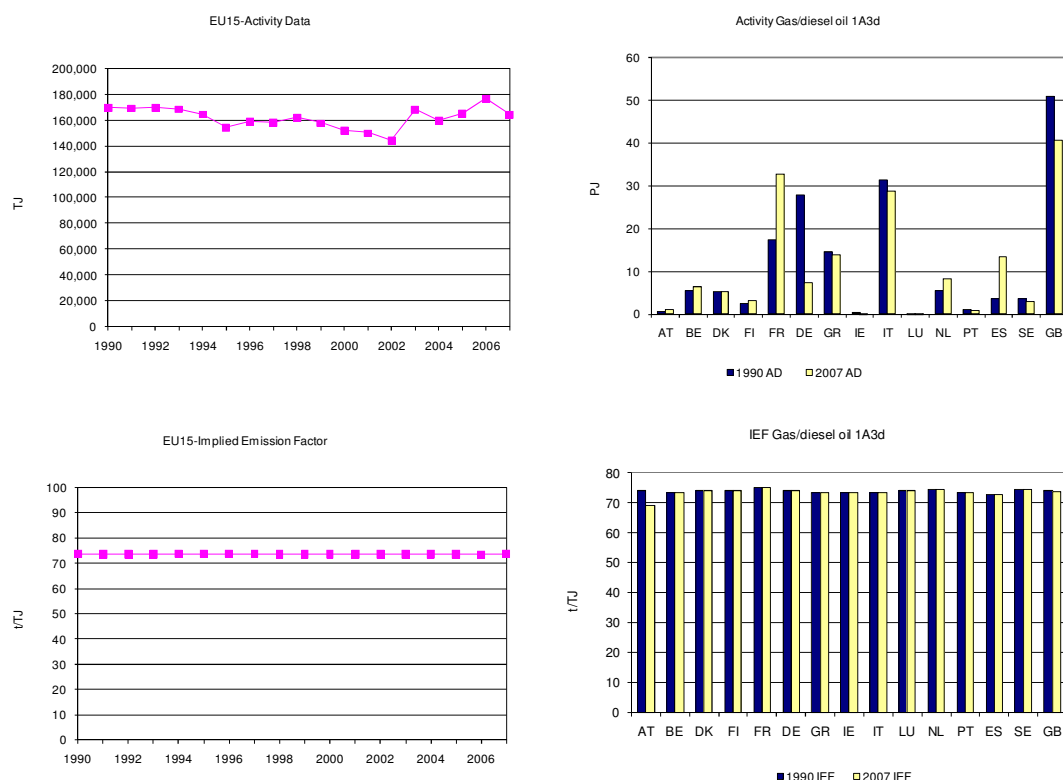 EU15-Activity Data
200,000
180,000
160,000
140,000
120,000
100,000
80,000
60,000
40,000
20,000
0
TJ
1990 1992 1994 1996 1998 2000 2002 2004 2006
Activity Gas/diesel oil 1A3d
60
50
40
30
20
10
0
PJ
AT BE DK FI FR DE GR IE IT LU NL PT ES SE GB
1990 AD 2007 AD
EU15-Implied Emission Factor
100
90
80
70
60
50
40
30
20
10
0
t/TJ
1990 1992 1994 1996 1998 2000 2002 2004 2006
IEF Gas/diesel oil 1A3d
80
70
60
50
40
30
20
10
0
t/TJ
AT BE DK FI FR DE GR IE IT LU NL PT ES SE GB
1990 IEF 2007 IEF